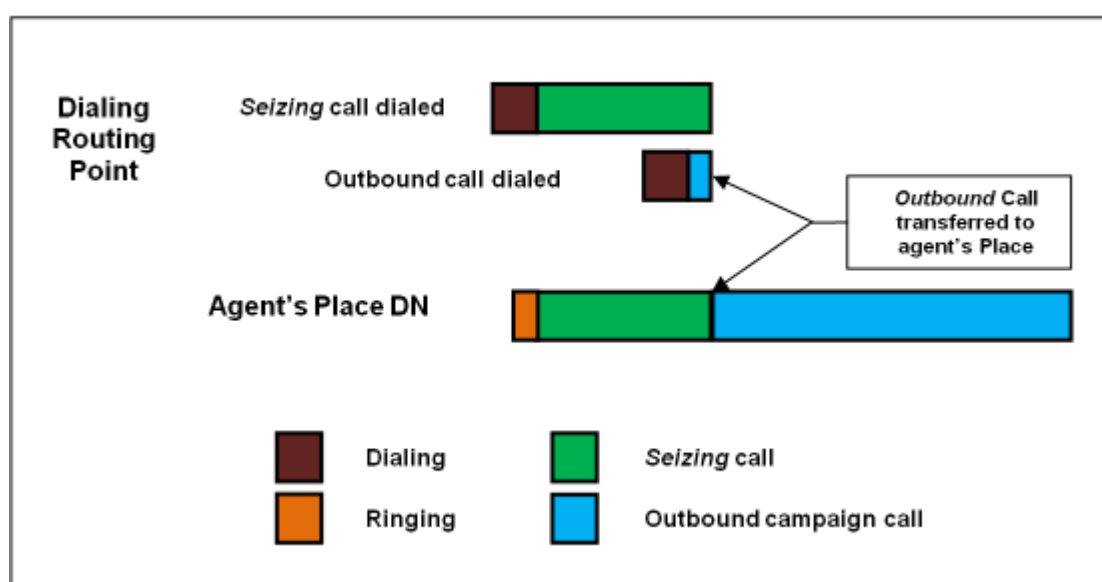 Dialing
Routing
Point
Seizing call dialed
Outbound call dialed
Outbound Call
transferred to
agent's Place
Agent's Place DN
Dialing
Seizing call
Ringing
Outbound campaign call